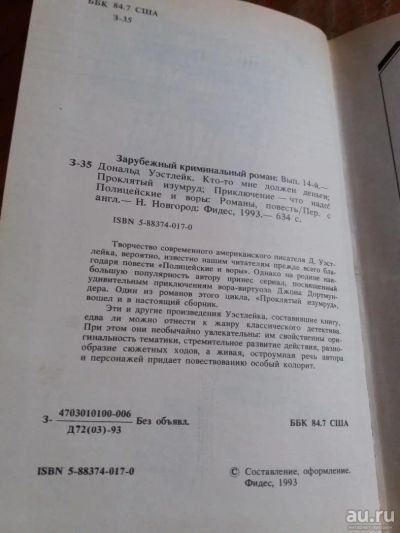 ББК 84.7 США
З-35
Зарубежный криминальный роман: Вып. 14-й.—
З-35 Дональд Уэстлейк. Кто-то мне должен деньги;
Проклятый изумруд; Приключение — что надо!
Полицейские и воры: Романы, повесть/Пер. с
англ.— Н. Новгород: Фидес, 1993.— 634 с.
ISBN 5-88374-017-0
Творчество современного американского писателя Д. Уэст-
лейка, вероятно, известно нашим читателям прежде всего бла-
годаря повести «Полицейские и воры». Однако на родине наи-
большую популярность автору принес сериал, посвященный
удивительным приключениям вора-виртуоза Джона Дортмун-
дера. Один из романов этого цикла, «Проклятый изумруд»,
вошел и в настоящий сборник.
Эти и другие произведения Уэстлейка, составившие книгу,
едва ли можно отнести к жанру классического детектива.
При этом они необычайно увлекательны: им свойственны ори-
гинальность тематики, стремительное развитие действия, разно-
образие сюжетных ходов, а живая, остроумная речь автора
и персонажей придает повествованию особый колорит.
З- 4703010100-006 Без объявл. ББК 84.7 США
Д72(03)-93
ISBN 5-88374-017-0
© Составление, оформление.
Фидес, 1993
au.ru